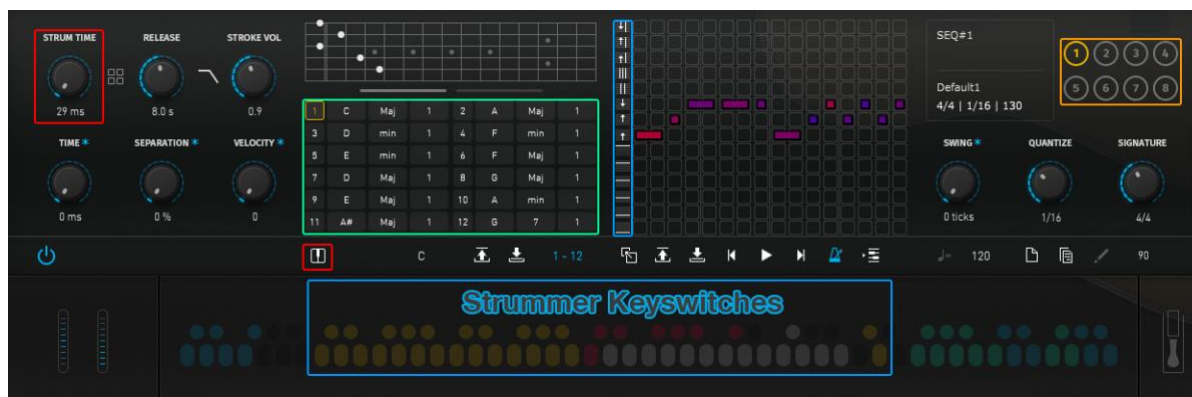 STRUM TIME RELEASE STROKE VOL
29 ms 8.0 s 0.9
TIME * SEPARATION * VELOCITY *
0 ms 0 % 0
1 C Maj 1 2 A Maj 1
3 D min 1 4 F min 1
5 E min 1 6 F Maj 1
7 D Maj 1 8 G Maj 1
9 E Maj 1 10 A min 1
11 A# Maj 1 12 G 7 1
SEQ#1
Default1
4/4 | 1/16 | 130
1 2 3 4
5 6 7 8
SWING * QUANTIZE SIGNATURE
0 ticks 1/16 4/4
C 1 - 12 120 90
Strummer Keyswitches